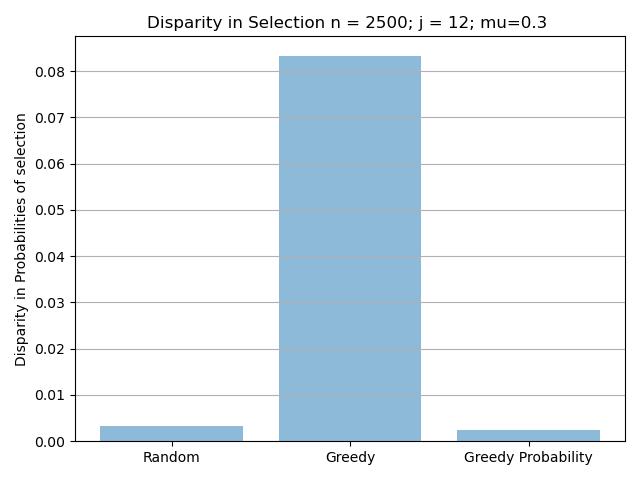 Disparity in Selection n = 2500; j = 12; mu=0.3
Disparity in Probabilities of selection
0.08
0.07
0.06
0.05
0.04
0.03
0.02
0.01
0.00
Random
Greedy
Greedy Probability